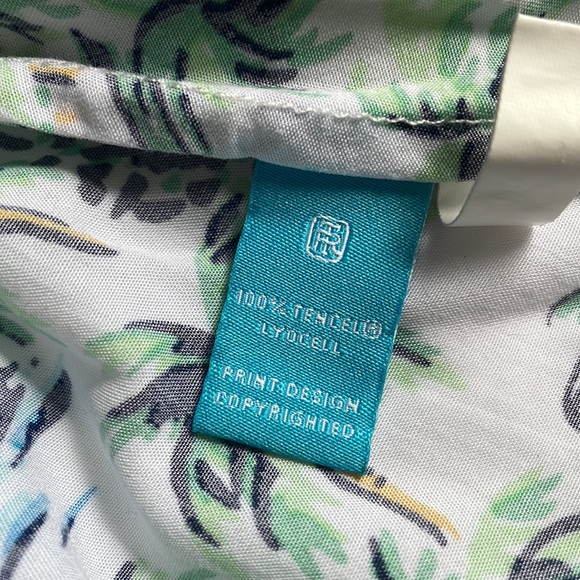 100% TENCEL®
LYOCELL
PRINT DESIGN
COPYRIGHTED